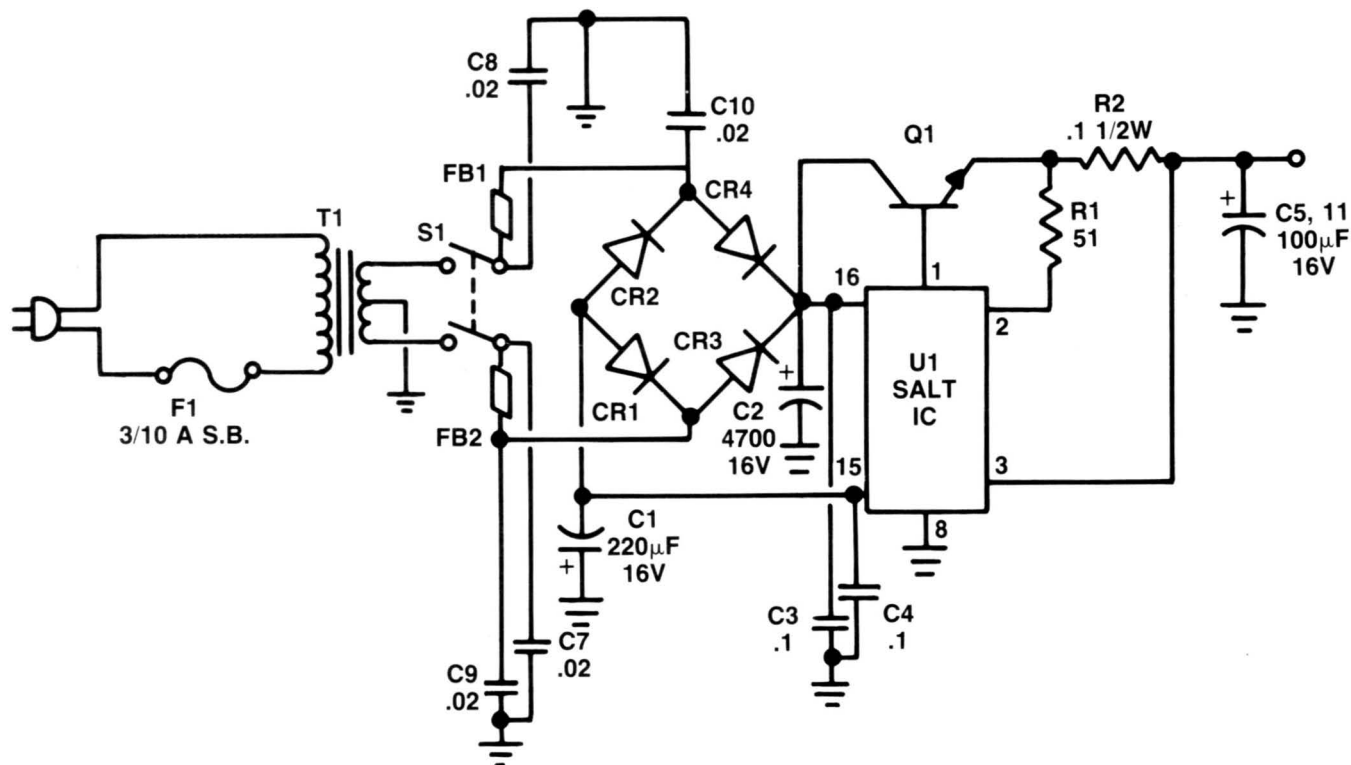 C8
.02
C10
.02
R2
.1 1/2W
Q1
FB1
CR4
T1
S1
R1
51
+
C5, 11
100µF
16V
CR2
16
1
2
CR3
U1
SALT
IC
F1
3/10 A S.B.
CR1
+
C2
4700
16V
FB2
15
3
8
C1
220µF
16V
+
C3
.1
C4
.1
C7
.02
C9
.02